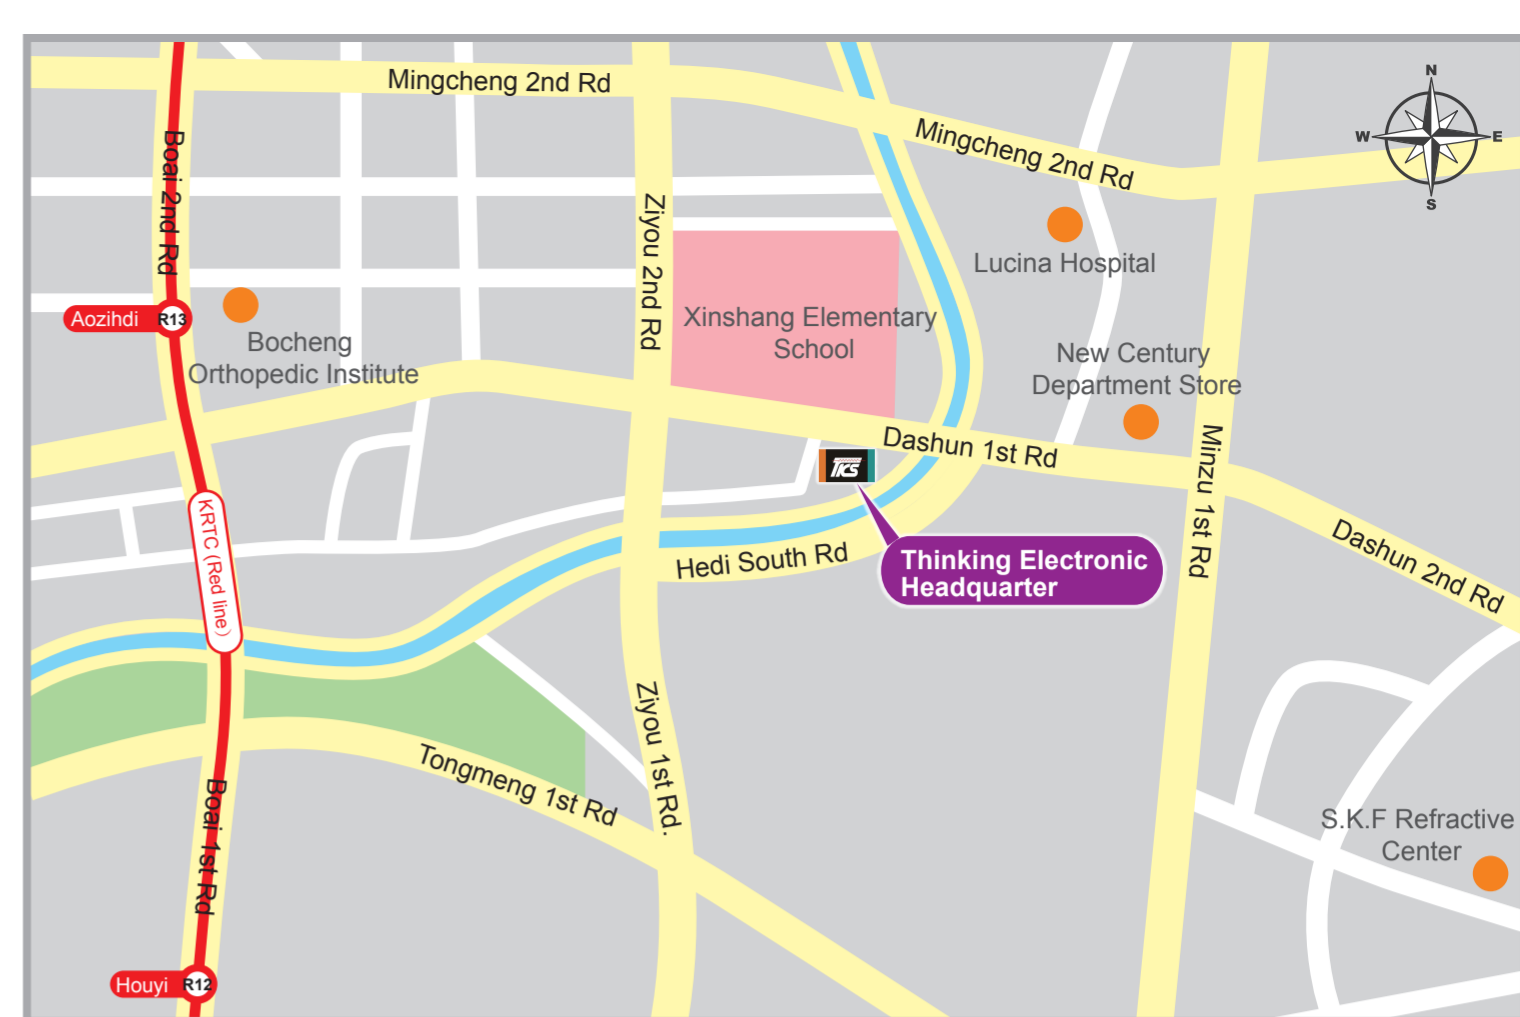 N
Mingcheng 2nd Rd
W
E
Mingcheng 2nd Rd
S
Boai 2nd Rd
Ziyou 2nd Rd
Lucina Hospital
Aozihdi
R13
Xinshang Elementary
School
Bocheng
Orthopedic Institute
New Century
Department Store
Dashun 1st Rd
Minzu 1st Rd
TKS
KRTC (Red line)
Dashun 2nd Rd
Hedi South Rd
Thinking Electronic
Headquarter
Ziyou 1st Rd.
Tongmeng 1st Rd
Boai 1st Rd
S.K.F Refractive
Center
Houyi
R12